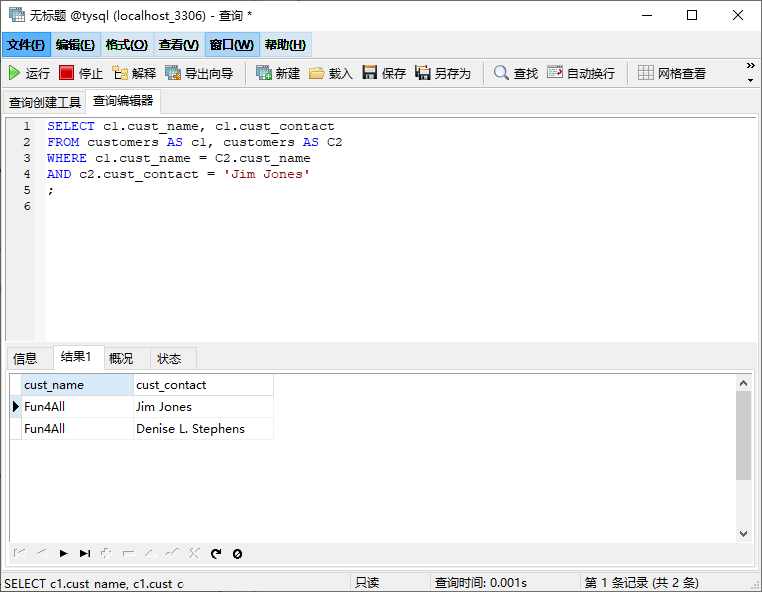 无标题 @tysql (localhost_3306) - 查询 *
文件(F) 编辑(E) 格式(O) 查看(V) 窗口(W) 帮助(H)
运行 停止 解释 导出向导 新建 载入 保存 另存为 查找 自动换行 网格查看 »
查询创建工具 查询编辑器
1 SELECT c1.cust_name, c1.cust_contact
2 FROM customers AS c1, customers AS C2
3 WHERE c1.cust_name = C2.cust_name
4 AND c2.cust_contact = 'Jim Jones'
5 ;
6
信息 结果1 概况 状态
cust_name cust_contact
Fun4All Jim Jones
Fun4All Denise L. Stephens
SELECT c1.cust_name, c1.cust_c 只读 查询时间: 0.001s 第 1 条记录 (共 2 条)